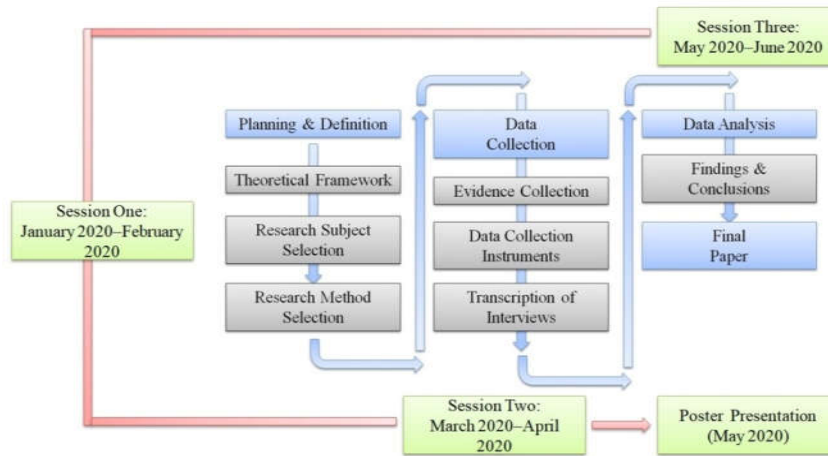 Session Three:
May 2020–June 2020
Planning & Definition
Theoretical Framework
Research Subject
Selection
Research Method
Selection
Data
Collection
Evidence Collection
Data Collection
Instruments
Transcription of
Interviews
Data Analysis
Findings &
Conclusions
Final
Paper
Session One:
January 2020–February
2020
Session Two:
March 2020–April
2020
Poster Presentation
(May 2020)